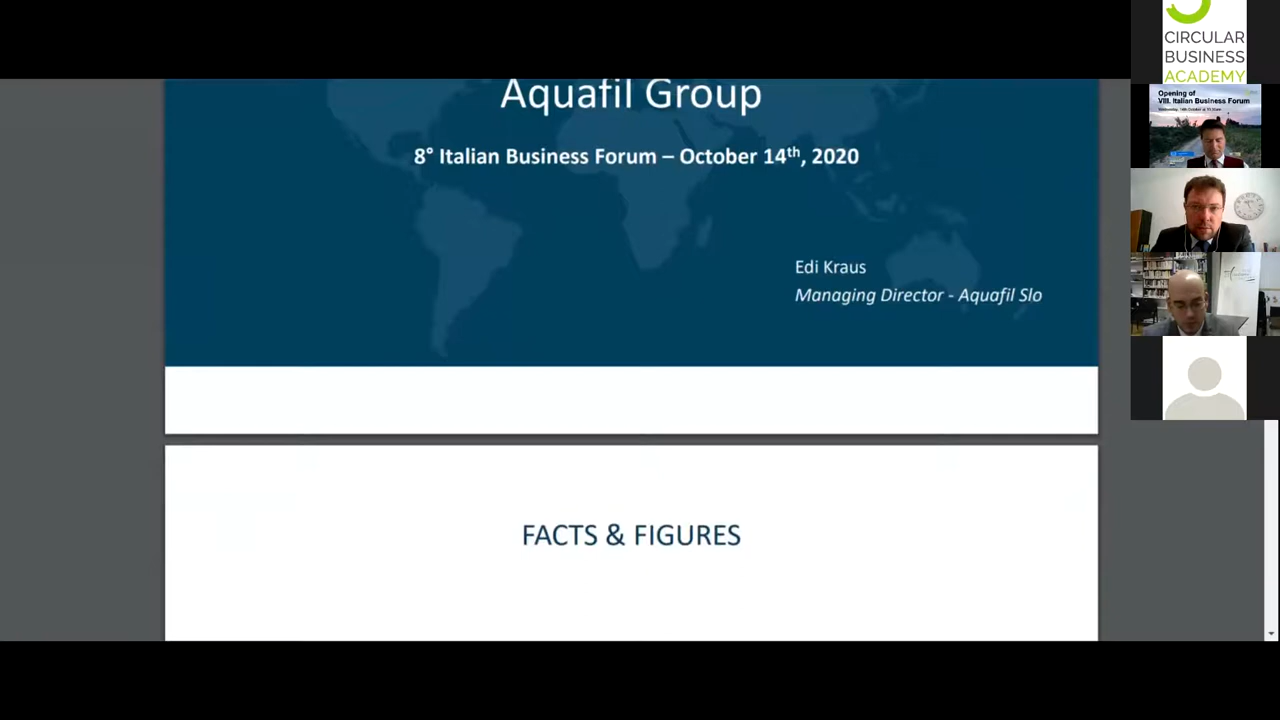 Aquafil Group
8° Italian Business Forum – October 14th, 2020
Edi Kraus
Managing Director - Aquafil Slo
FACTS & FIGURES
CIRCULAR
BUSINESS
ACADEMY
Opening of
VIII. Italian Business Forum